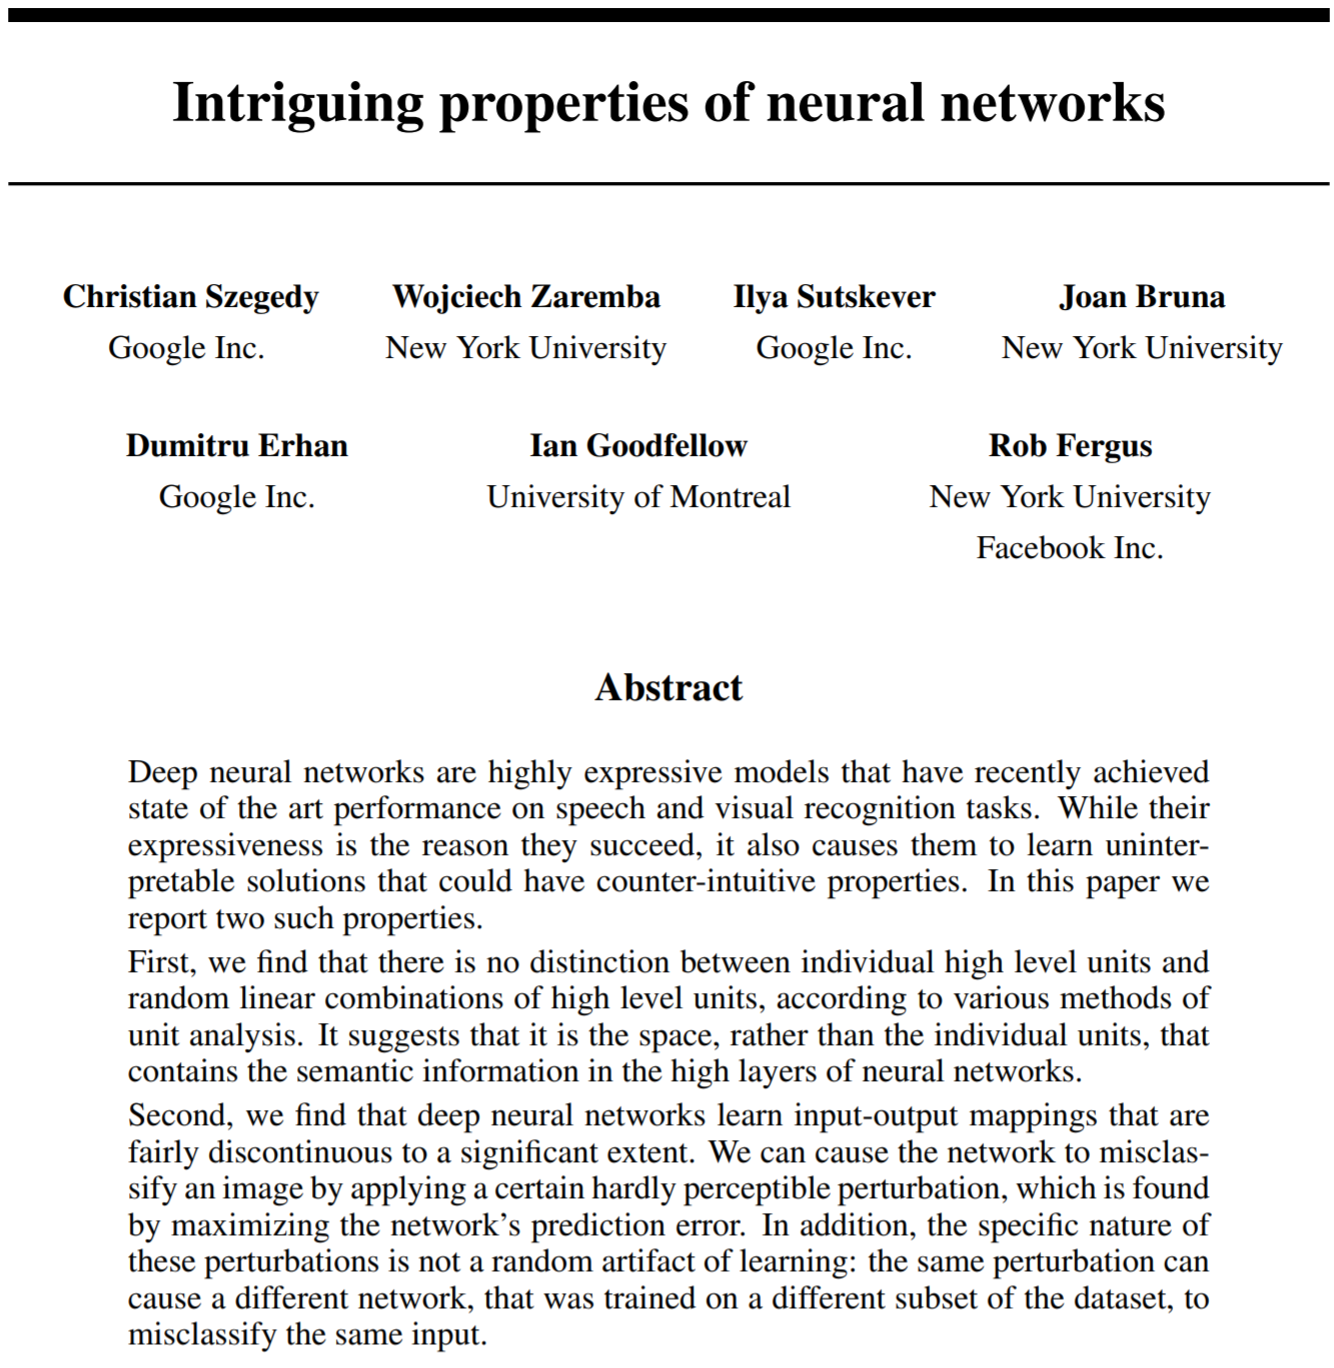 Intriguing properties of neural networks
Christian Szegedy Wojciech Zaremba Ilya Sutskever Joan Bruna
Google Inc. New York University Google Inc. New York University
Dumitru Erhan Ian Goodfellow Rob Fergus
Google Inc. University of Montreal New York University
Facebook Inc.
Abstract
Deep neural networks are highly expressive models that have recently achieved
state of the art performance on speech and visual recognition tasks. While their
expressiveness is the reason they succeed, it also causes them to learn uninter-
pretable solutions that could have counter-intuitive properties. In this paper we
report two such properties.
First, we find that there is no distinction between individual high level units and
random linear combinations of high level units, according to various methods of
unit analysis. It suggests that it is the space, rather than the individual units, that
contains the semantic information in the high layers of neural networks.
Second, we find that deep neural networks learn input-output mappings that are
fairly discontinuous to a significant extent. We can cause the network to misclas-
sify an image by applying a certain hardly perceptible perturbation, which is found
by maximizing the network's prediction error. In addition, the specific nature of
these perturbations is not a random artifact of learning: the same perturbation can
cause a different network, that was trained on a different subset of the dataset, to
misclassify the same input.